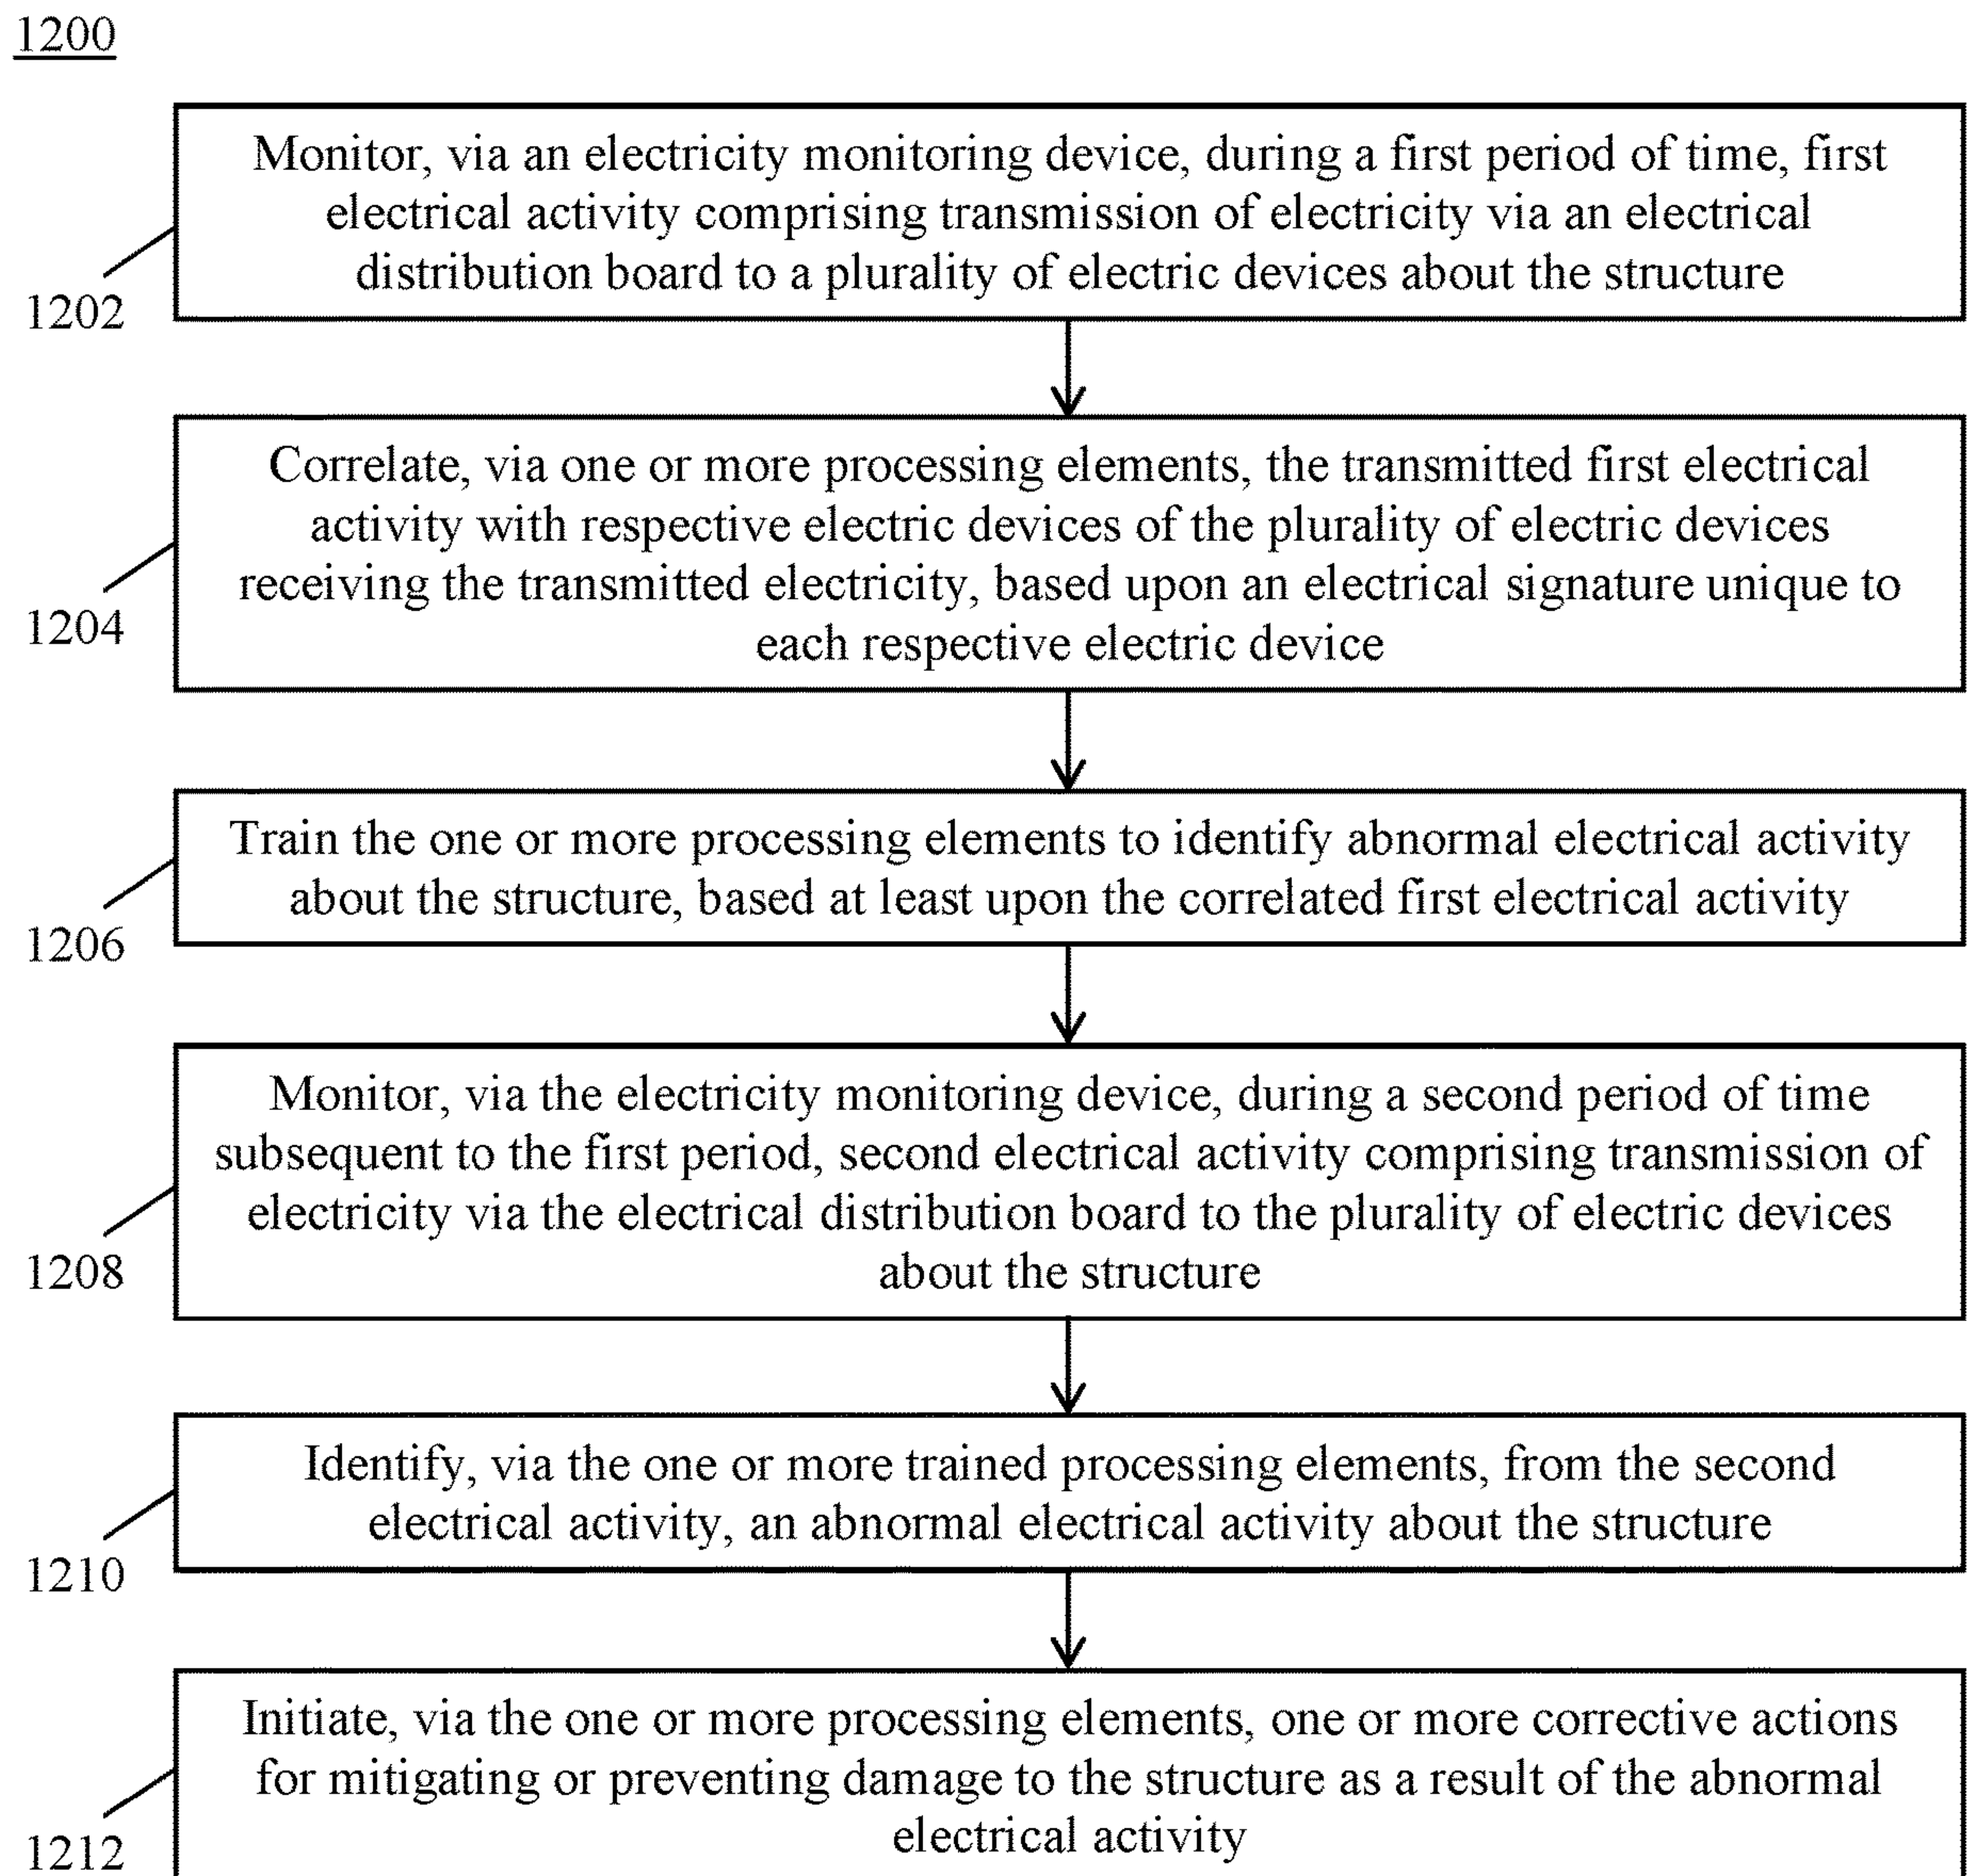 1200
Monitor, via an electricity monitoring device, during a first period of time, first
electrical activity comprising transmission of electricity via an electrical
distribution board to a plurality of electric devices about the structure
1202
Correlate, via one or more processing elements, the transmitted first electrical
activity with respective electric devices of the plurality of electric devices
receiving the transmitted electricity, based upon an electrical signature unique to
each respective electric device
1204
Train the one or more processing elements to identify abnormal electrical activity
about the structure, based at least upon the correlated first electrical activity
1206
Monitor, via the electricity monitoring device, during a second period of time
subsequent to the first period, second electrical activity comprising transmission of
electricity via the electrical distribution board to the plurality of electric devices
about the structure
1208
Identify, via the one or more trained processing elements, from the second
electrical activity, an abnormal electrical activity about the structure
1210
Initiate, via the one or more processing elements, one or more corrective actions
for mitigating or preventing damage to the structure as a result of the abnormal
electrical activity
1212